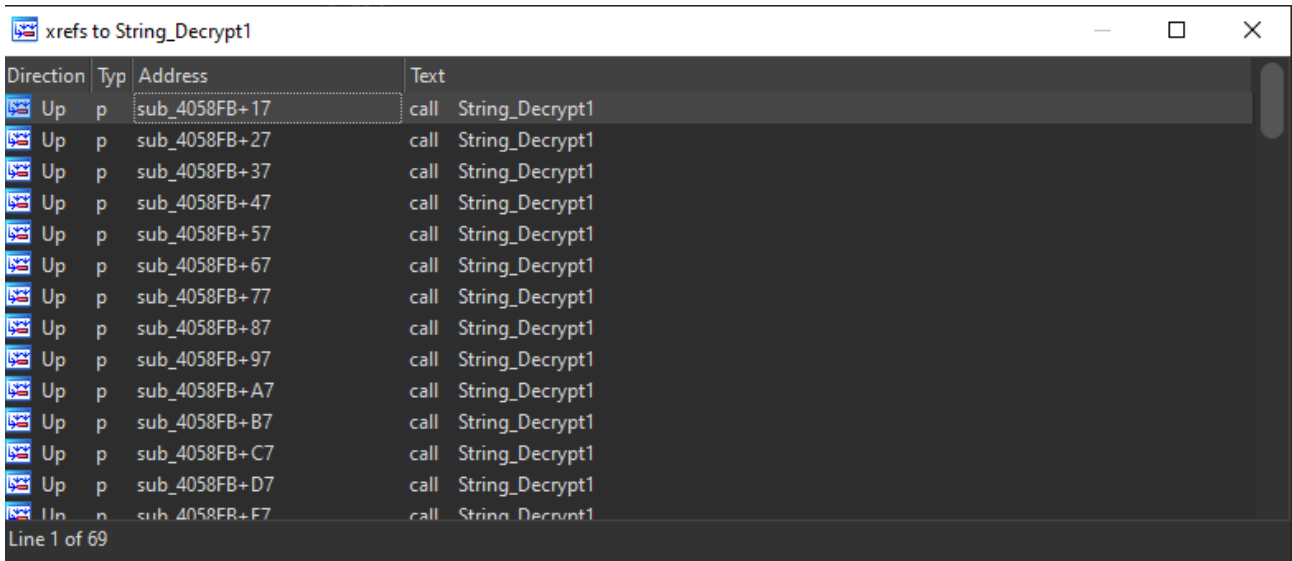 xrefs to String_Decrypt1
Direction Typ Address Text
Up p sub_4058FB+17 call String_Decrypt1
Up p sub_4058FB+27 call String_Decrypt1
Up p sub_4058FB+37 call String_Decrypt1
Up p sub_4058FB+47 call String_Decrypt1
Up p sub_4058FB+57 call String_Decrypt1
Up p sub_4058FB+67 call String_Decrypt1
Up p sub_4058FB+77 call String_Decrypt1
Up p sub_4058FB+87 call String_Decrypt1
Up p sub_4058FB+97 call String_Decrypt1
Up p sub_4058FB+A7 call String_Decrypt1
Up p sub_4058FB+B7 call String_Decrypt1
Up p sub_4058FB+C7 call String_Decrypt1
Up p sub_4058FB+D7 call String_Decrypt1
Up p call String_Decrypt1
Line 1 of 69